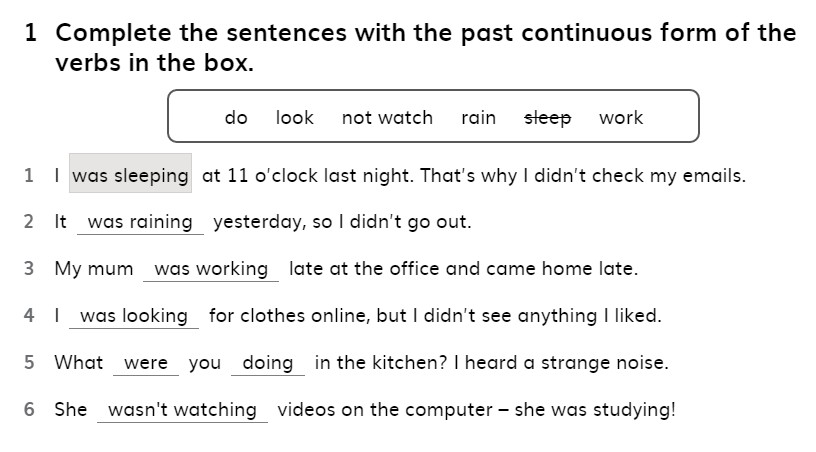 1 Complete the sentences with the past continuous form of the
verbs in the box.
do look not watch rain sleep work
1 I was sleeping at 11 o'clock last night. That's why I didn't check my emails.
2 It was raining yesterday, so I didn't go out.
3 My mum was working late at the office and came home late.
4 I was looking for clothes online, but I didn't see anything I liked.
5 What were you doing in the kitchen? I heard a strange noise.
6 She wasn't watching videos on the computer – she was studying!